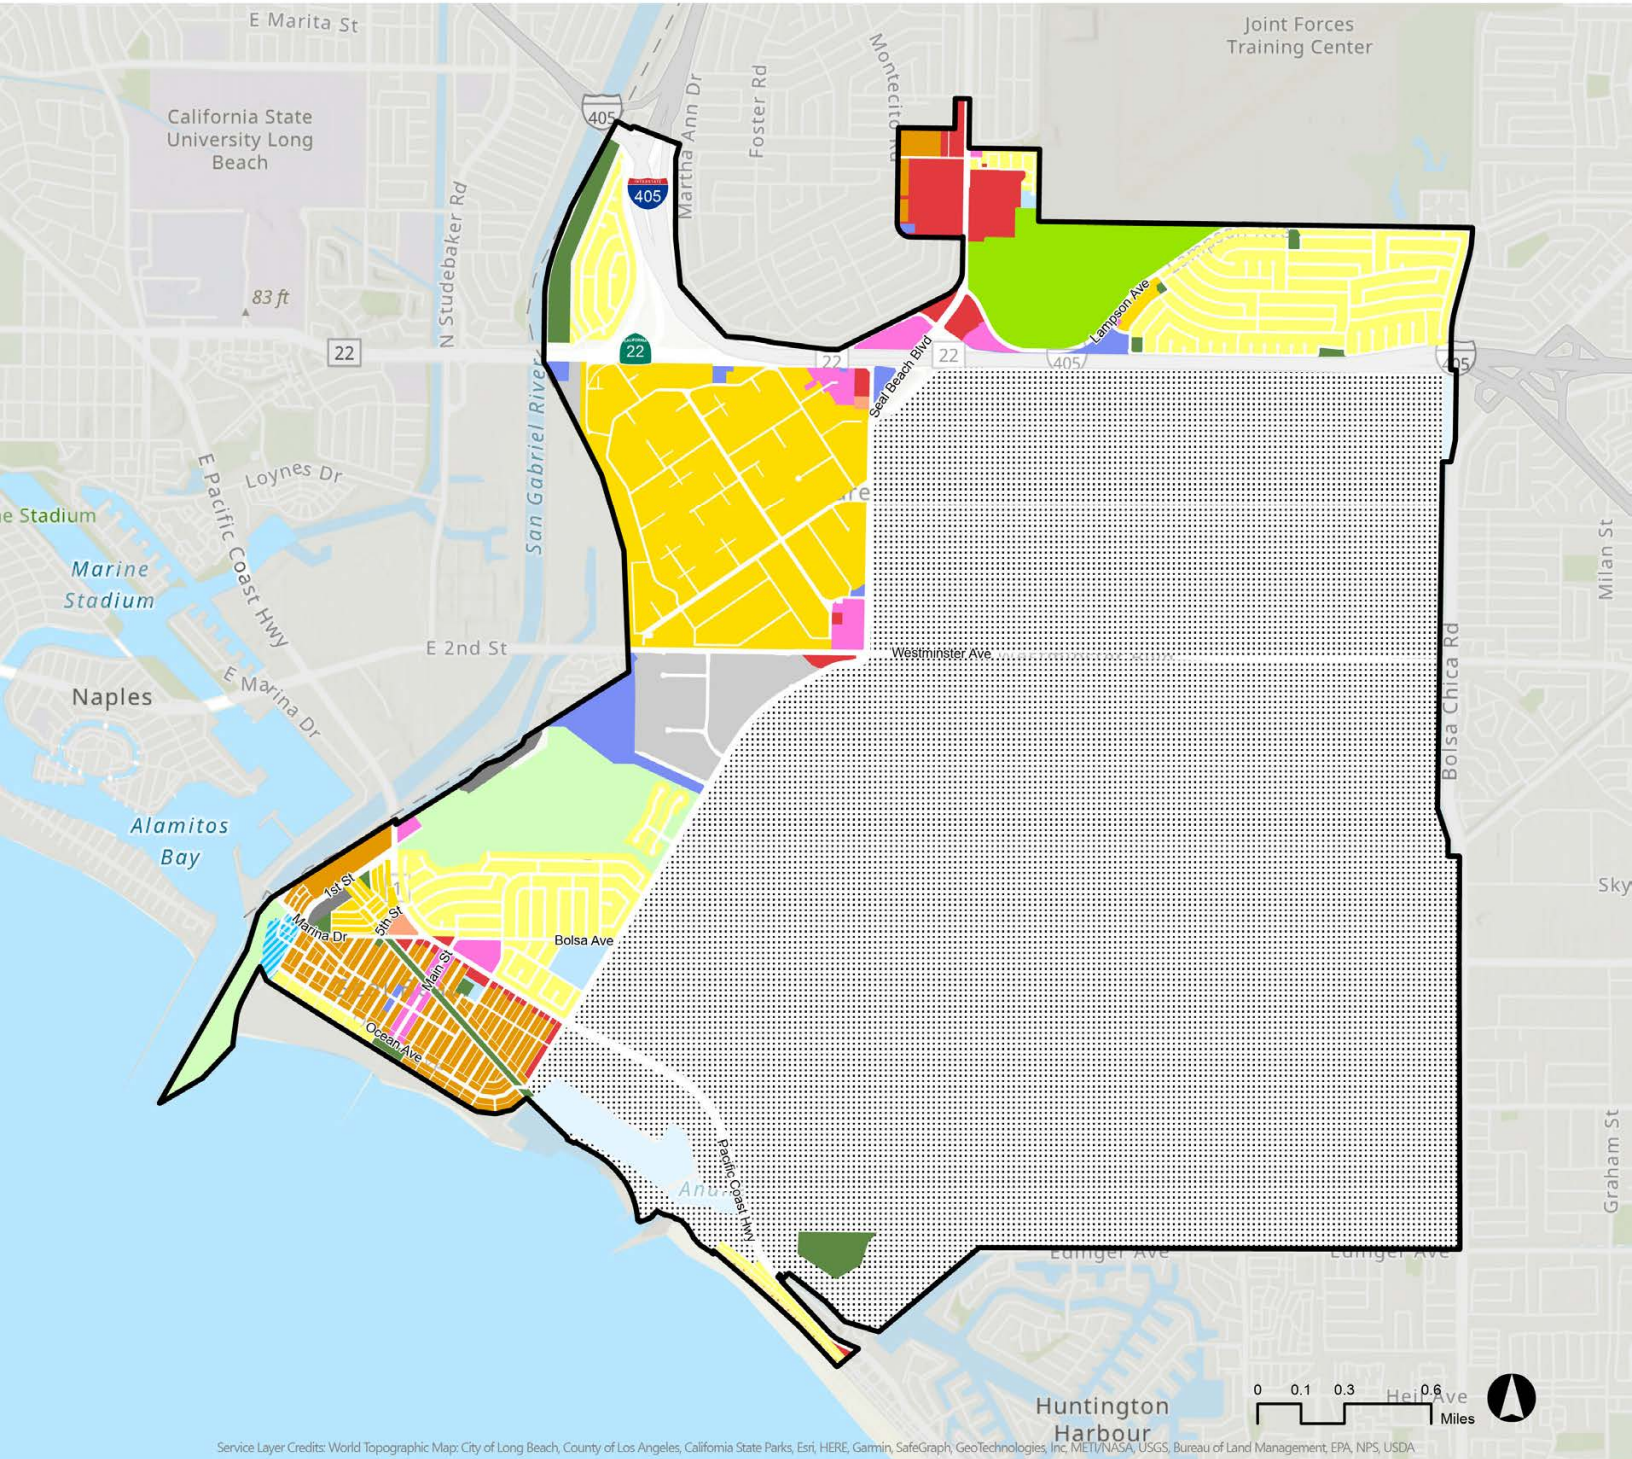 E Marita St
Joint Forces
Training Center
Montecito Rd
Foster Rd
Martha Ann Dr
405
California State
University Long
Beach
INTERSTATE
405
N Studebaker Rd
83 ft
Lampson Ave
Lampson Ave
22
CALIFORNIA
22
22
22
405
405
Seal Beach Blvd
San Gabriel River
E Pacific Coast Hwy
Loynes Dr
e Stadium
Marine
Stadium
Milan St
E 2nd St
Westminster Ave
Bolsa Chica Rd
E Marina Dr
Naples
Alamitos
Bay
1st St
1
5th St
Marina Dr
Main St
Bolsa Ave
Sky
Ocean Ave
Pacific Coast Hwy
Graham St
Edinger Ave
Edinger Ave
Huntington
Harbour
Heil Ave
0 0.1 0.3 0.6
Miles
Service Layer Credits: World Topographic Map: City of Long Beach, County of Los Angeles, California State Parks, Esri, HERE, Garmin, SafeGraph, GeoTechnologies, Inc, METI/NASA, USGS, Bureau of Land Management, EPA, NPS, USDA